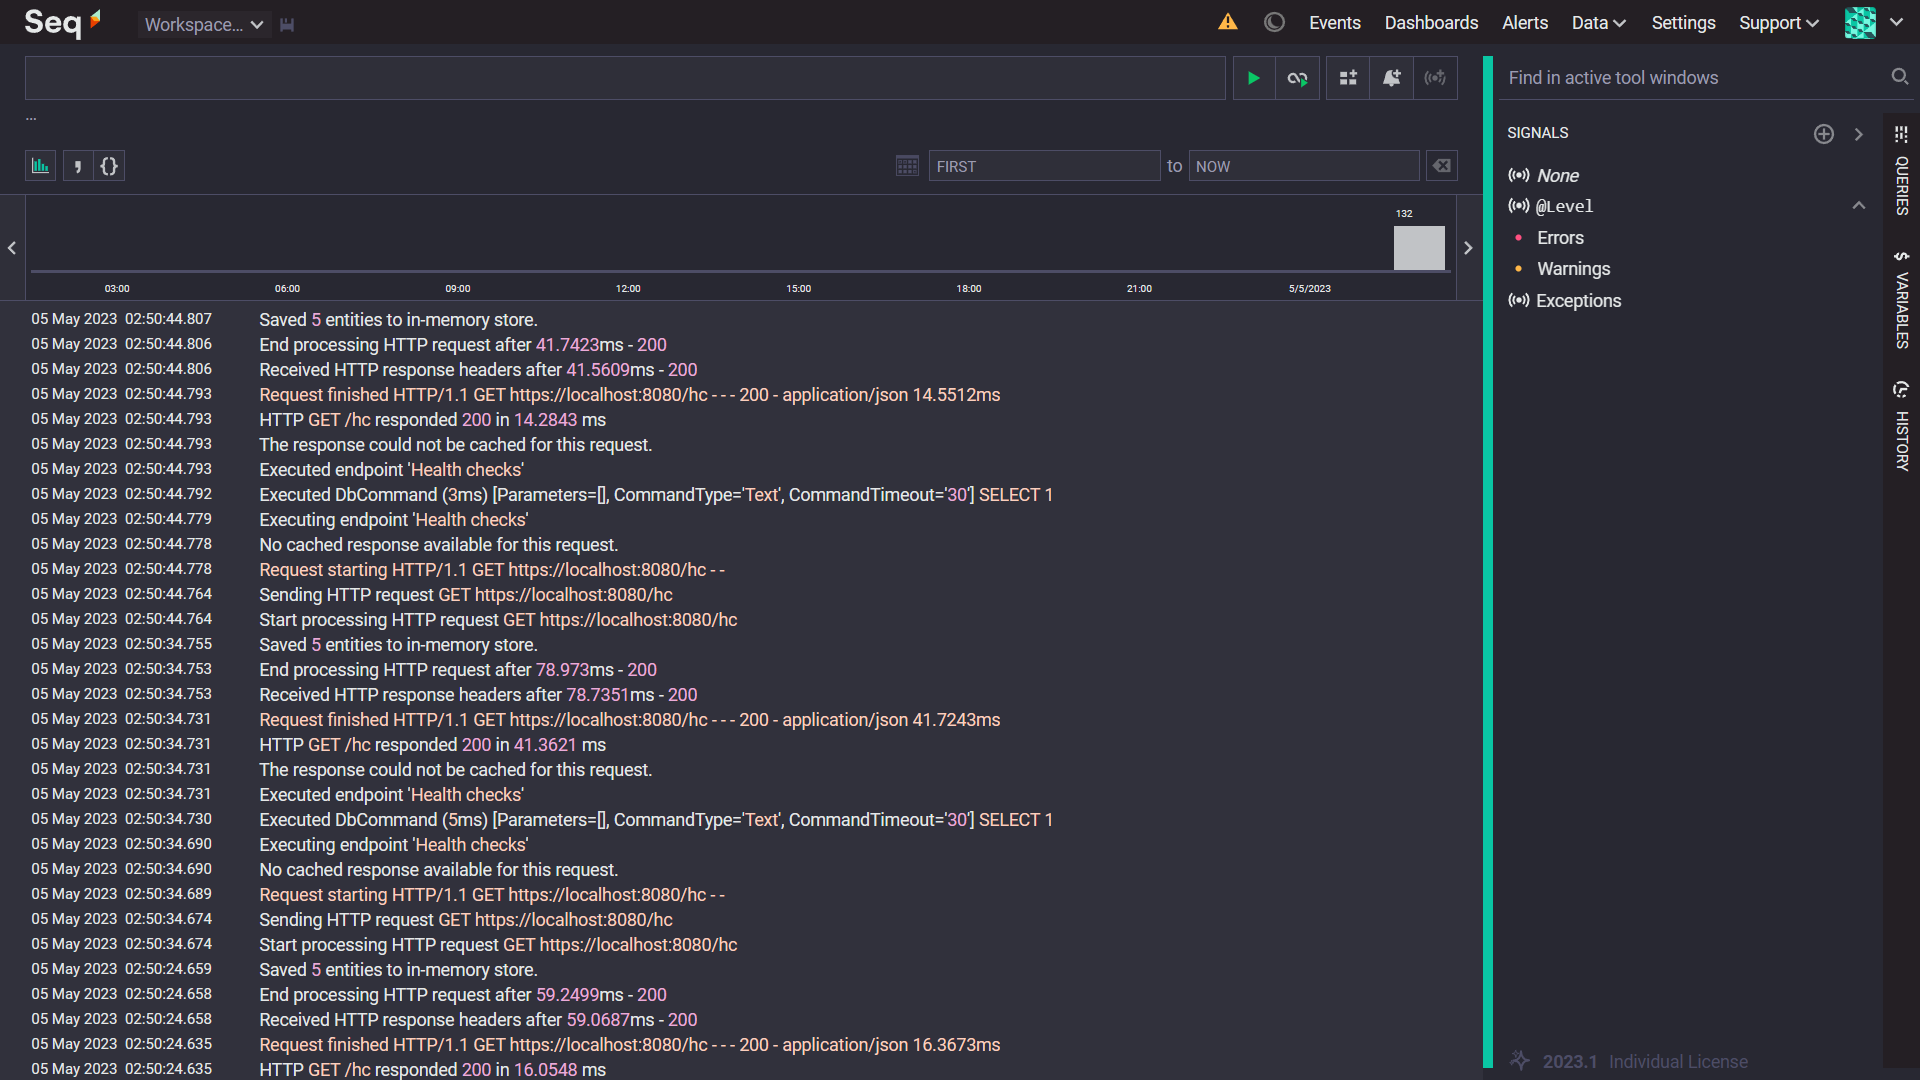 Seq Workspace... Events Dashboards Alerts Data Settings Support
Find in active tool windows
...
FIRST to NOW
132
03:00 06:00 09:00 12:00 15:00 18:00 21:00 5/5/2023
05 May 2023 02:50:44.807 Saved 5 entities to in-memory store.
05 May 2023 02:50:44.806 End processing HTTP request after 41.7423ms - 200
05 May 2023 02:50:44.806 Received HTTP response headers after 41.5609ms - 200
05 May 2023 02:50:44.793 Request finished HTTP/1.1 GET https://localhost:8080/hc - - - 200 - application/json 14.5512ms
05 May 2023 02:50:44.793 HTTP GET /hc responded 200 in 14.2843 ms
05 May 2023 02:50:44.793 The response could not be cached for this request.
05 May 2023 02:50:44.793 Executed endpoint 'Health checks'
05 May 2023 02:50:44.792 Executed DbCommand (3ms) [Parameters=[], CommandType='Text', CommandTimeout='30'] SELECT 1
05 May 2023 02:50:44.779 Executing endpoint 'Health checks'
05 May 2023 02:50:44.778 No cached response available for this request.
05 May 2023 02:50:44.778 Request starting HTTP/1.1 GET https://localhost:8080/hc - -
05 May 2023 02:50:44.764 Sending HTTP request GET https://localhost:8080/hc
05 May 2023 02:50:44.764 Start processing HTTP request GET https://localhost:8080/hc
05 May 2023 02:50:34.755 Saved 5 entities to in-memory store.
05 May 2023 02:50:34.753 End processing HTTP request after 78.973ms - 200
05 May 2023 02:50:34.753 Received HTTP response headers after 78.7351ms - 200
05 May 2023 02:50:34.731 Request finished HTTP/1.1 GET https://localhost:8080/hc - - - 200 - application/json 41.7243ms
05 May 2023 02:50:34.731 HTTP GET /hc responded 200 in 41.3621 ms
05 May 2023 02:50:34.731 The response could not be cached for this request.
05 May 2023 02:50:34.731 Executed endpoint 'Health checks'
05 May 2023 02:50:34.730 Executed DbCommand (5ms) [Parameters=[], CommandType='Text', CommandTimeout='30'] SELECT 1
05 May 2023 02:50:34.690 Executing endpoint 'Health checks'
05 May 2023 02:50:34.690 No cached response available for this request.
05 May 2023 02:50:34.689 Request starting HTTP/1.1 GET https://localhost:8080/hc - -
05 May 2023 02:50:34.674 Sending HTTP request GET https://localhost:8080/hc
05 May 2023 02:50:34.674 Start processing HTTP request GET https://localhost:8080/hc
05 May 2023 02:50:24.659 Saved 5 entities to in-memory store.
05 May 2023 02:50:24.658 End processing HTTP request after 59.2499ms - 200
05 May 2023 02:50:24.658 Received HTTP response headers after 59.0687ms - 200
05 May 2023 02:50:24.635 Request finished HTTP/1.1 GET https://localhost:8080/hc - - - 200 - application/json 16.3673ms
05 May 2023 02:50:24.635 HTTP GET /hc responded 200 in 16.0548 ms
SIGNALS
None
@Level
Errors
Warnings
Exceptions
QUERIES
VARIABLES
HISTORY
2023.1 Individual License